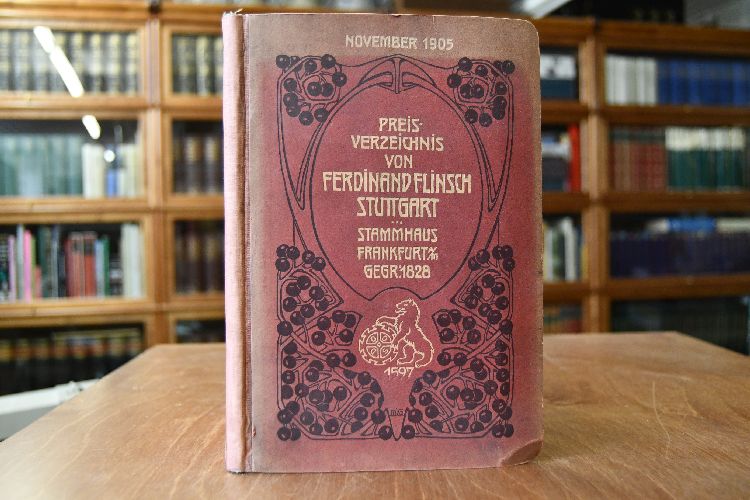 NOVEMBER 1905
PREIS-
VERZEICHNIS
VON
FERDINAND FLINSCH
STUTTGART
STAMMHAUS
FRANKFURT A/M
GEGR. 1828
1597